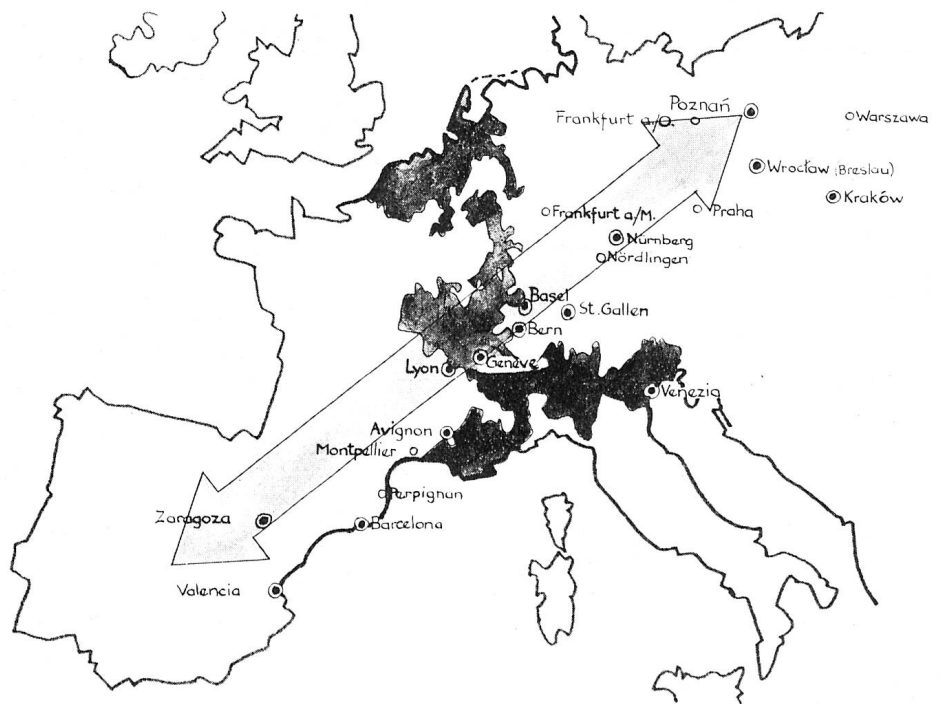 Poznań
Frankfurt a/O.
Warszawa
Wrocław (Breslau)
Kraków
Frankfurt a/M.
Praha
Nürnberg
Nördlingen
Basel
St. Gallen
Bern
Genève
Lyon
Venezia
Avignon
Montpellier
Perpignan
Zaragoza
Barcelona
Valencia